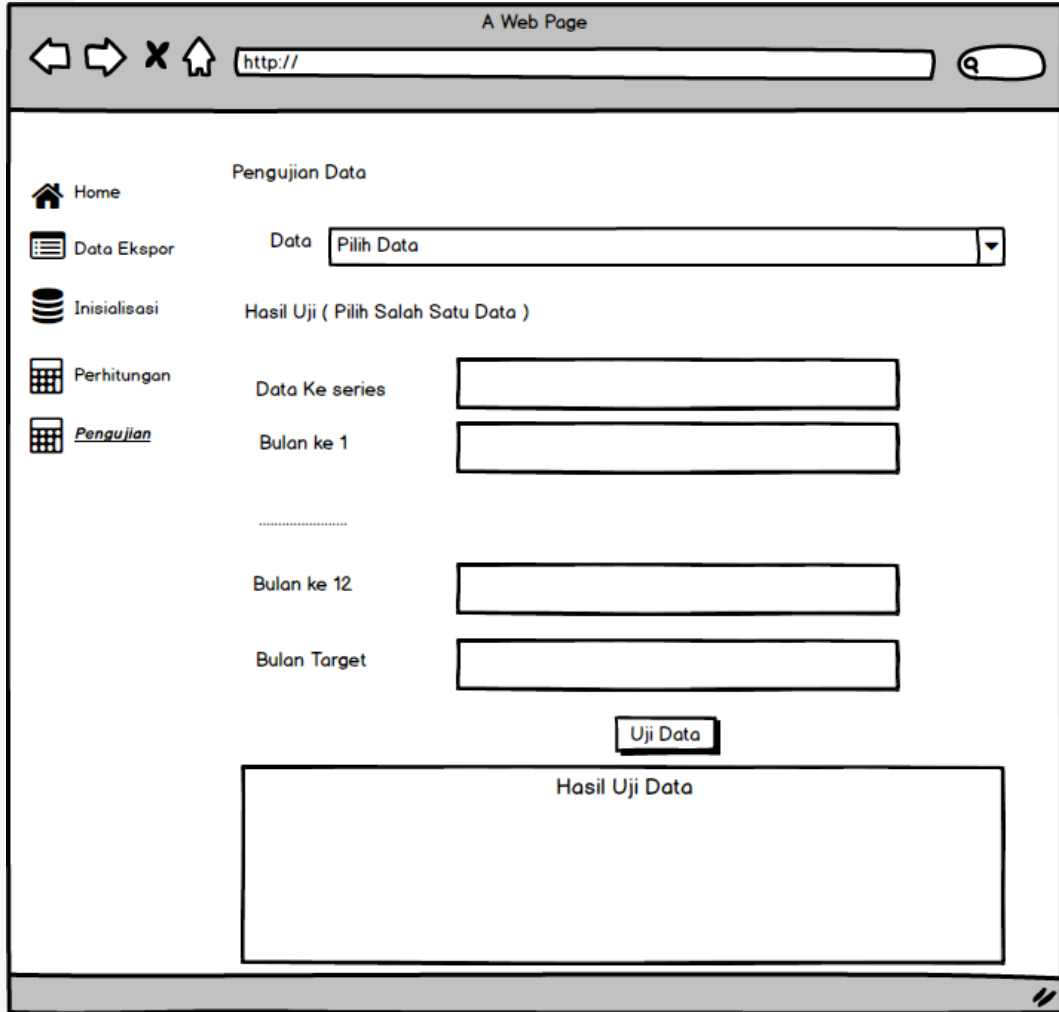 A Web Page
http://
Home
Data Ekspor
Inisialisasi
Perhitungan
Pengujian
Pengujian Data
Data
Pilih Data
Hasil Uji ( Pilih Salah Satu Data )
Data Ke series
Bulan ke 1
........................
Bulan ke 12
Bulan Target
Uji Data
Hasil Uji Data